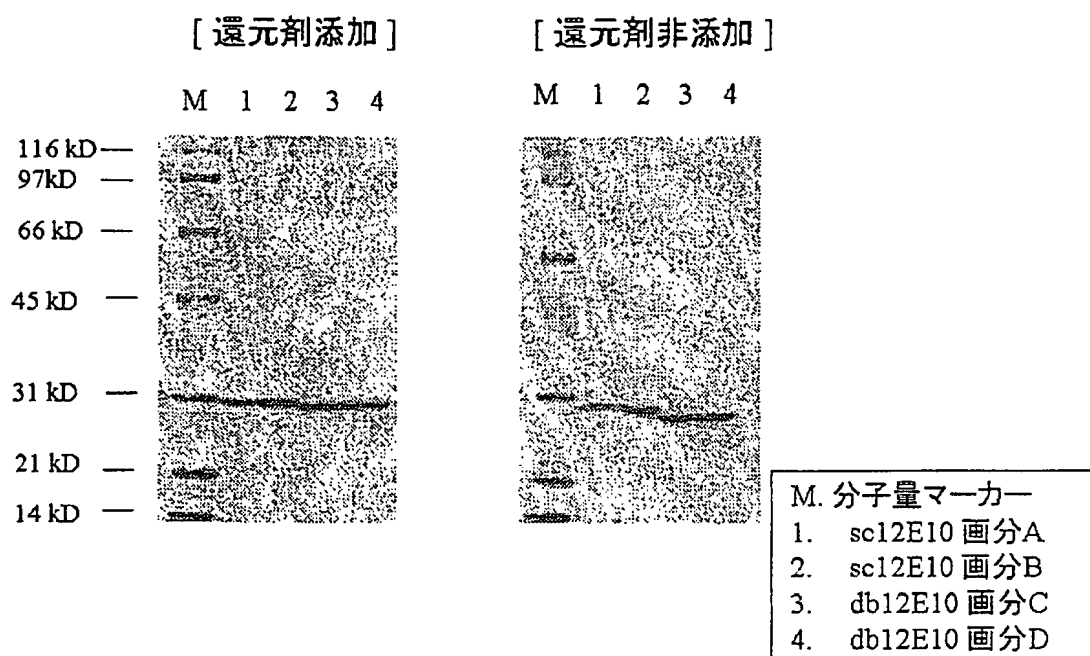 [ 還元剤添加 ]
[ 還元剤非添加 ]
M 1 2 3 4
M 1 2 3 4
116 kD
97kD
66 kD
45 kD
31 kD
21 kD
14 kD
M. 分子量マーカー
1. sc12E10 画分A
2. sc12E10 画分B
3. db12E10 画分C
4. db12E10 画分D